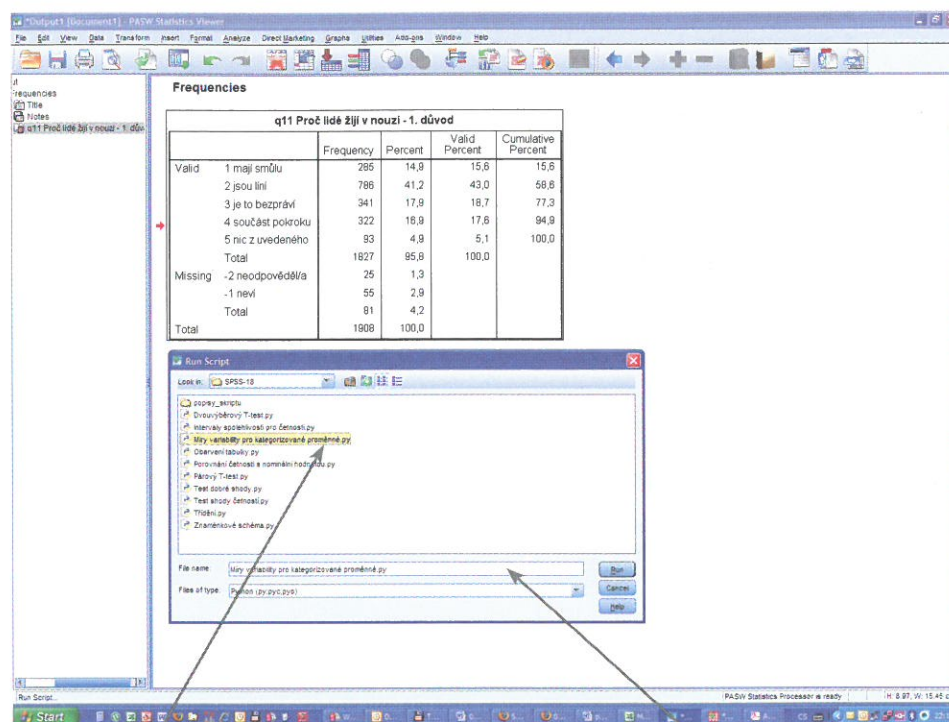 *Output1 [Document1] - PASW Statistics Viewer
File Edit View Data Transform Insert Format Analyze Direct Marketing Graphs Utilities Add-ons Window Help
Frequencies
Title
Notes
q11 Proč lidé žijí v nouzi - 1. dův
Frequencies
q11 Proč lidé žijí v nouzi - 1. důvod
Frequency Percent Valid Percent Cumulative Percent
Valid 1 mají smůlu 285 14,9 15,6 15,6
2 jsou líní 786 41,2 43,0 58,6
3 je to bezpráví 341 17,9 18,7 77,3
4 součást pokroku 322 16,9 17,6 94,9
5 nic z uvedeného 93 4,9 5,1 100,0
Total 1827 95,8 100,0
Missing -2 neodpověděl/a 25 1,3
-1 neví 55 2,9
Total 81 4,2
Total 1908 100,0
Run Script
Look in: SPSS-18
popisy_skriptu
Dvouvýběrový T-test.py
Intervaly spolehlivosti pro četnosti.py
Míry variability pro kategorizované proměnné.py
Obarvení tabulky.py
Porovnání četnosti s nominální hodnotou.py
Párový T-test.py
Test dobré shody.py
Test shody četností.py
Třídění.py
Znaménkové schéma.py
File name: Míry variability pro kategorizované proměnné.py
Run
Files of type: Python (py,pyc,pyo)
Cancel
Help
Run Script...
PASW Statistics Processor is ready
H: 8.97, W: 15.45 c
Start
CS